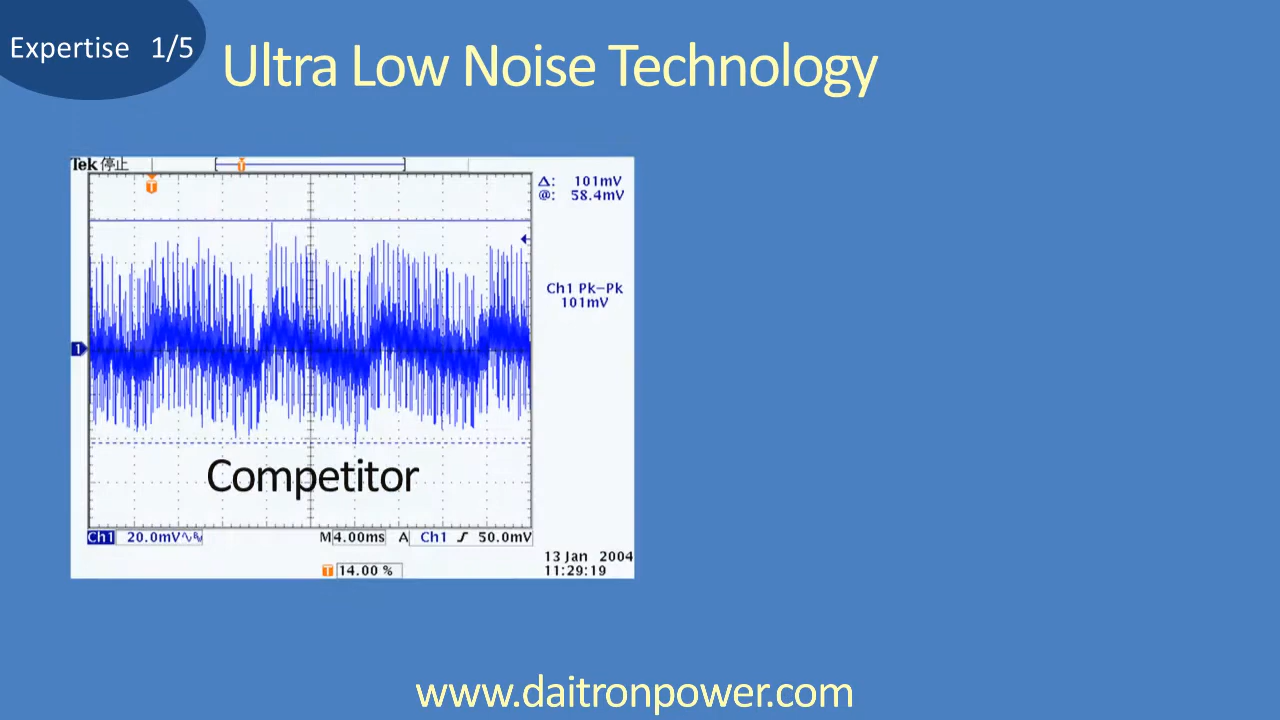 Expertise 1/5
Ultra Low Noise Technology
Tek 停止
T
T
Δ: 101mV
@: 58.4mV
Ch1 Pk–Pk
101mV
1
Competitor
Ch1 20.0mV M 4.00ms A Ch1 50.0mV
13 Jan 2004
11:29:19
T 14.00 %
www.daitronpower.com